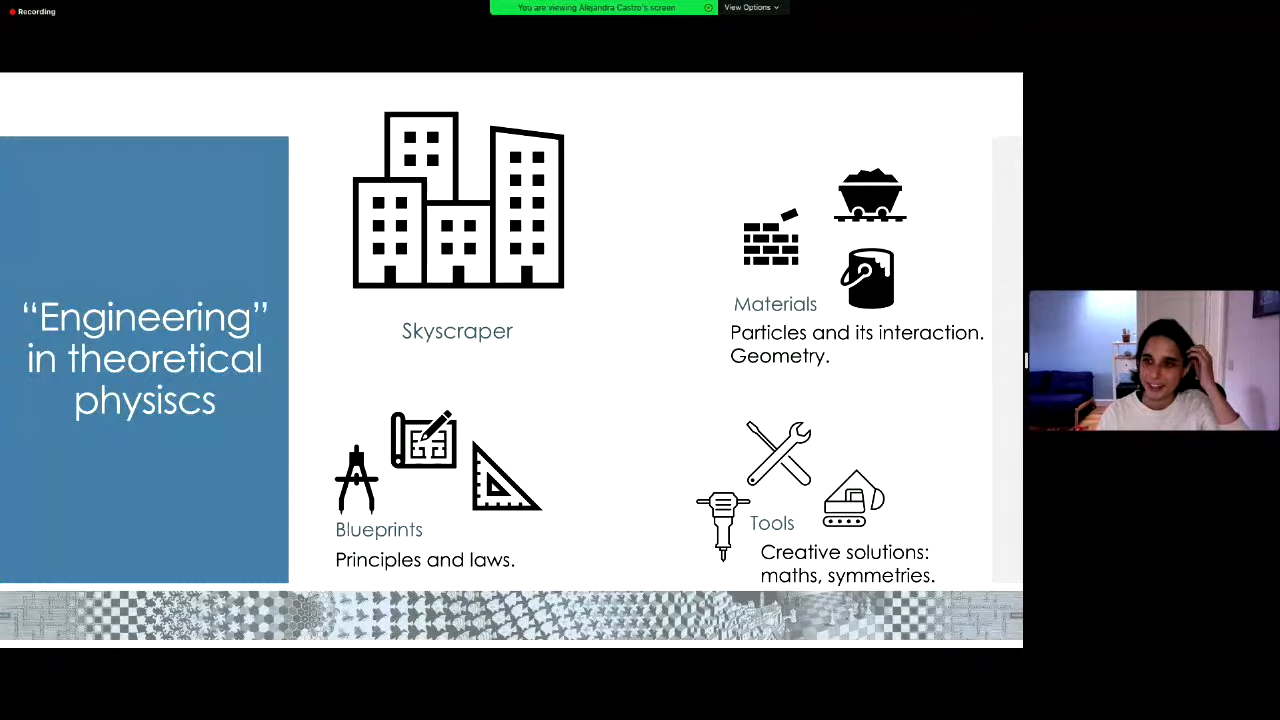 Recording
You are viewing Alejandra Castro's screen
View Options
“Engineering”
in theoretical
physiscs
Skyscraper
Materials
Particles and its interaction.
Geometry.
Blueprints
Principles and laws.
Tools
Creative solutions:
maths, symmetries.